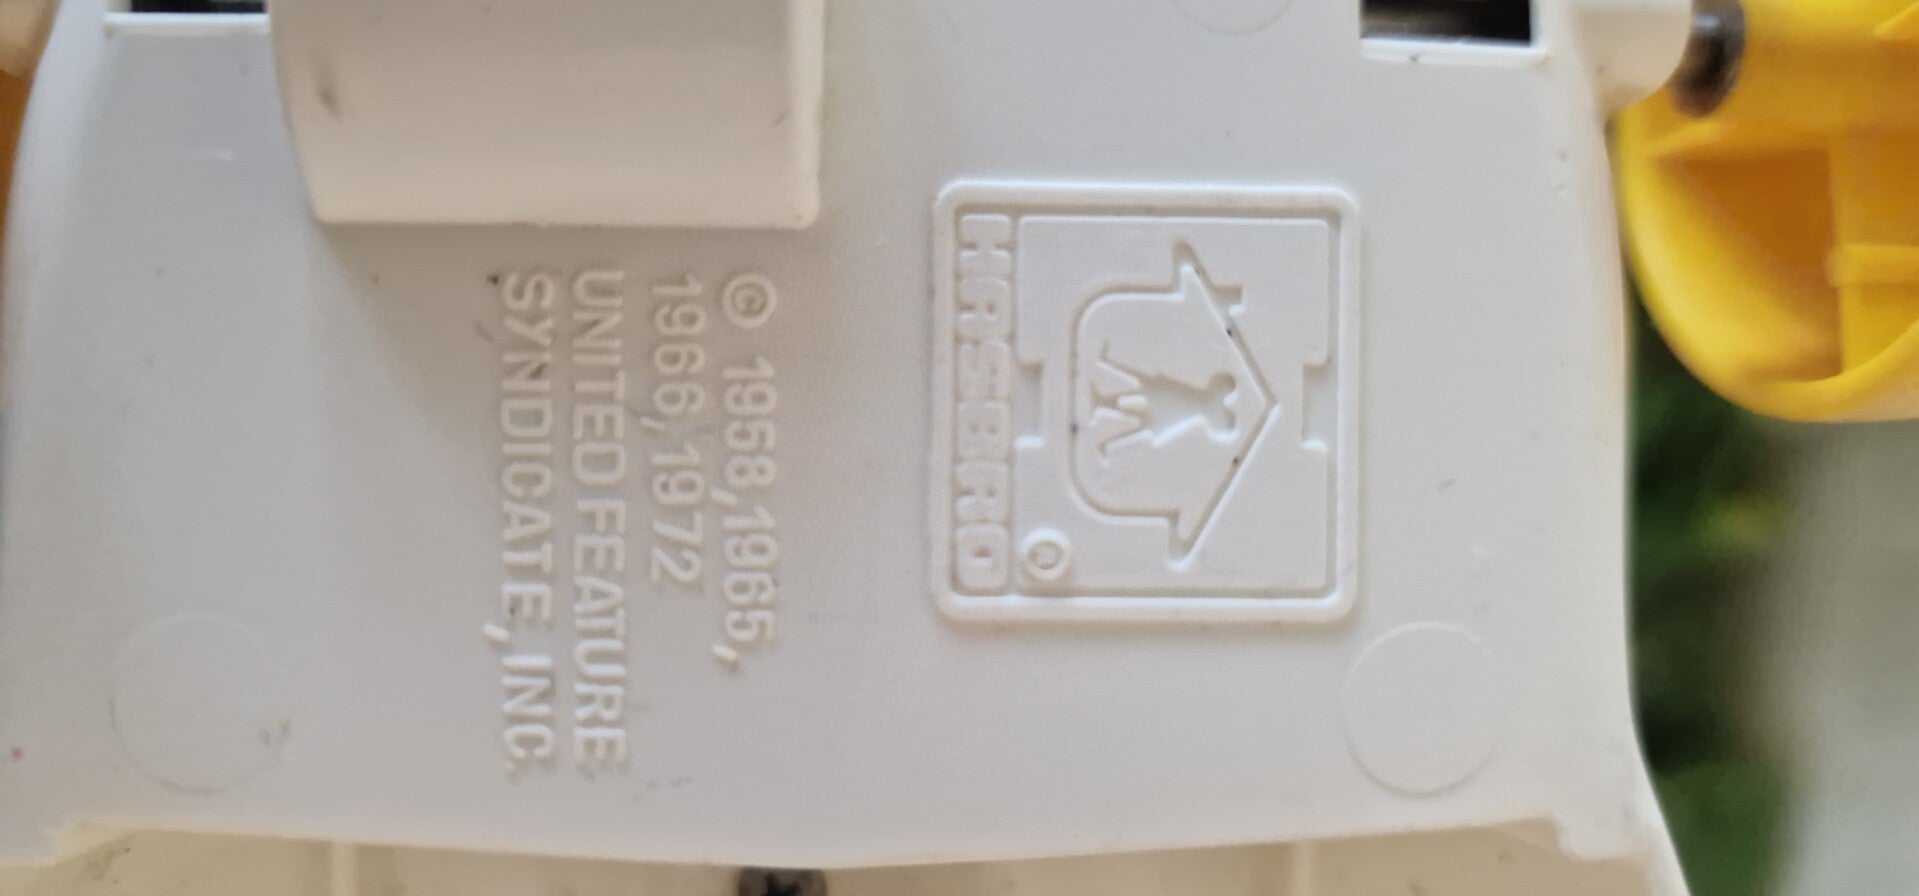 HASBRO
®
© 1958,1965,
1966,1972
UNITED FEATURE
SYNDICATE, INC.